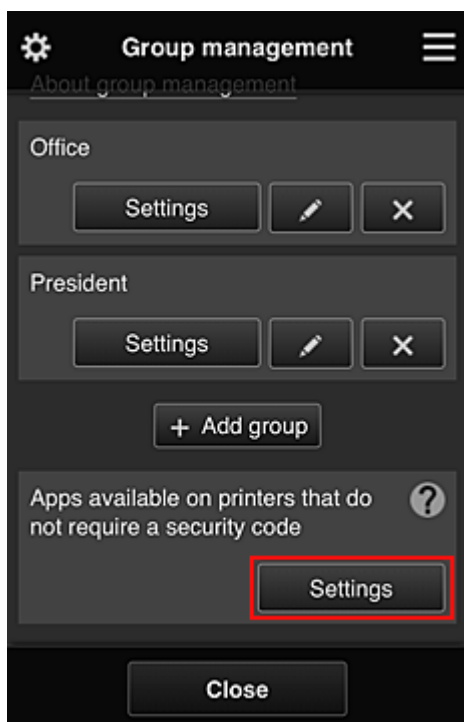 Group management
About group management
Office
Settings
President
Settings
+ Add group
Apps available on printers that do
not require a security code
?
Settings
Close